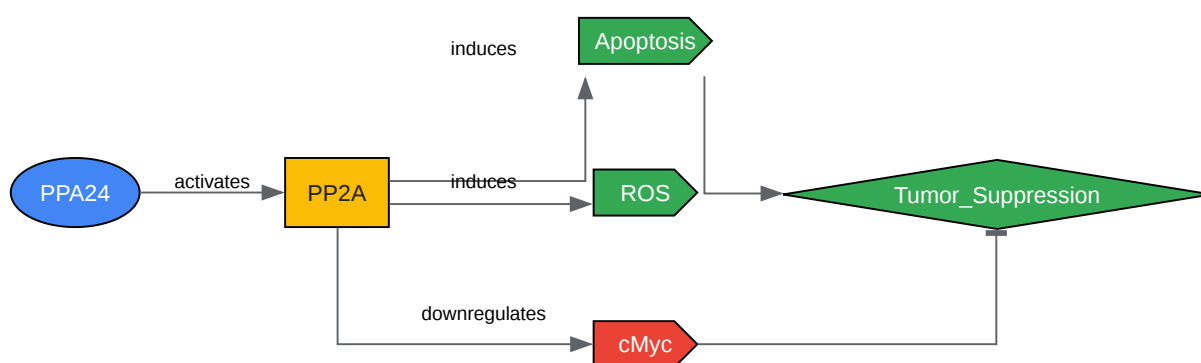 Apoptosis
induces
PPA24
activates
PP2A
induces
ROS
Tumor_Suppression
downregulates
cMyc